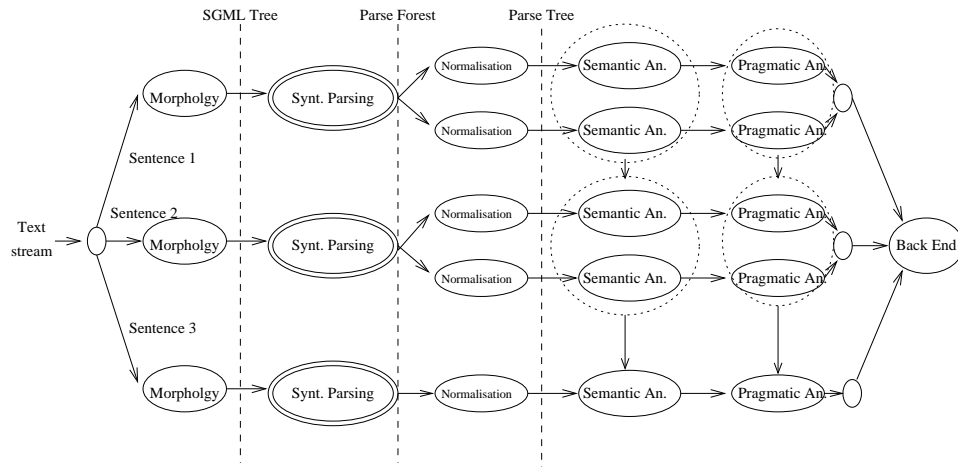 SGML Tree
Parse Forest
Parse Tree
Normalisation
Semantic An.
Pragmatic An.
Morpholgy
Synt. Parsing
Normalisation
Semantic An.
Pragmatic An.
Sentence 1
Sentence 2
Normalisation
Semantic An.
Pragmatic An.
Text
stream
Morpholgy
Synt. Parsing
Back End
Normalisation
Semantic An.
Pragmatic An.
Sentence 3
Morpholgy
Synt. Parsing
Normalisation
Semantic An.
Pragmatic An.